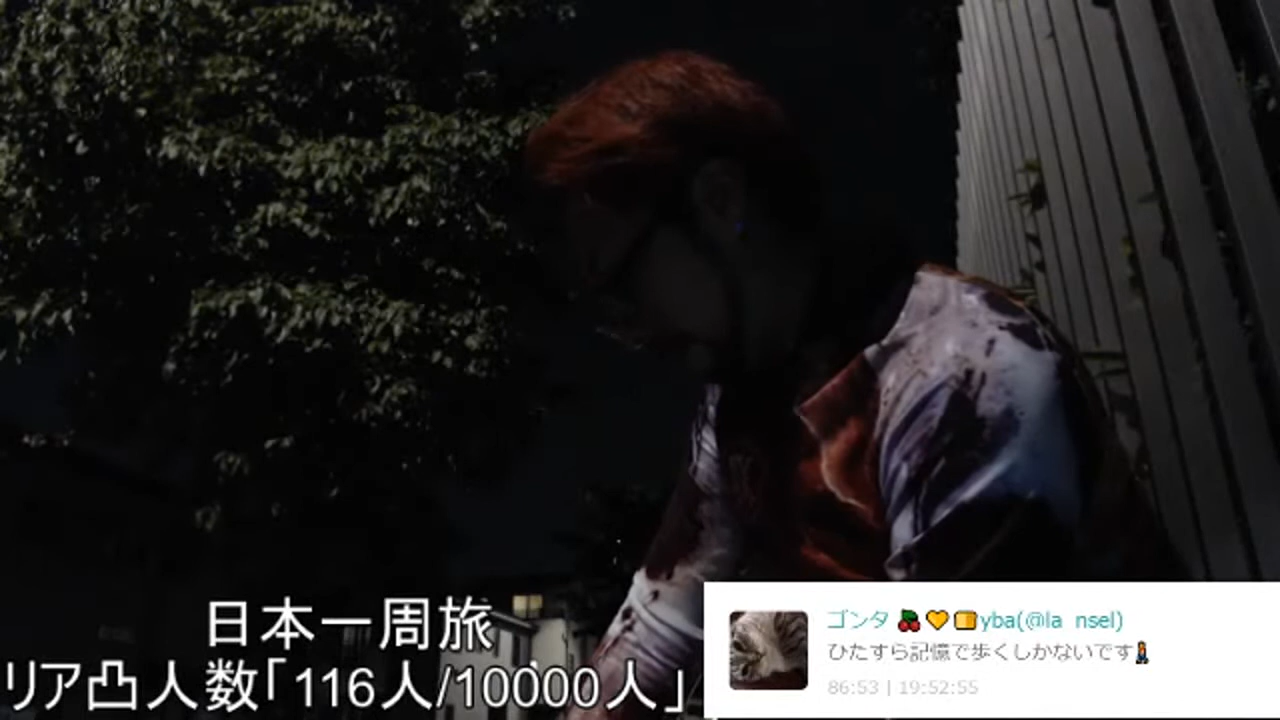 日本一周旅
リア凸人数「116人/10000人」
ゴンタ🍒💛🍞yba(@la nsel)
ひたすら記憶で歩くしかないです🚶
86:53 | 19:52:55